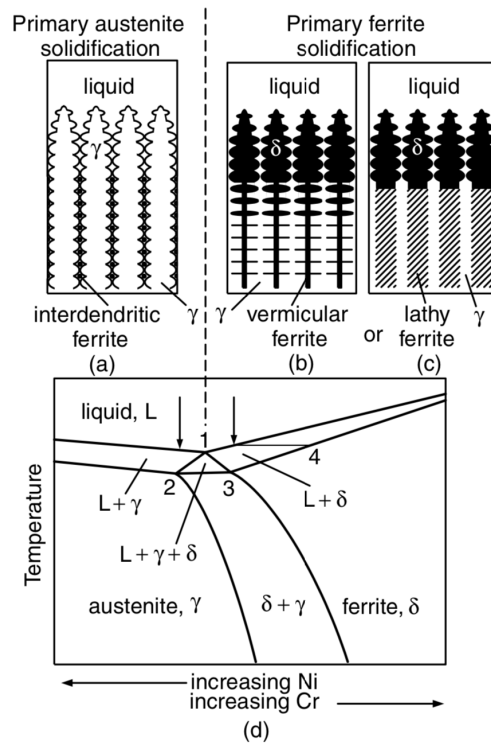 Primary austenite
solidification
Primary ferrite
solidification
liquid
γ
γ
interdendritic
ferrite
(a)
liquid
δ
γ
vermicular
ferrite
(b)
or
liquid
δ
γ
lathy
ferrite
(c)
liquid, L
1
2
3
4
L + γ
L + δ
L + γ + δ
austenite, γ
δ + γ
ferrite, δ
Temperature
increasing Ni
increasing Cr
(d)